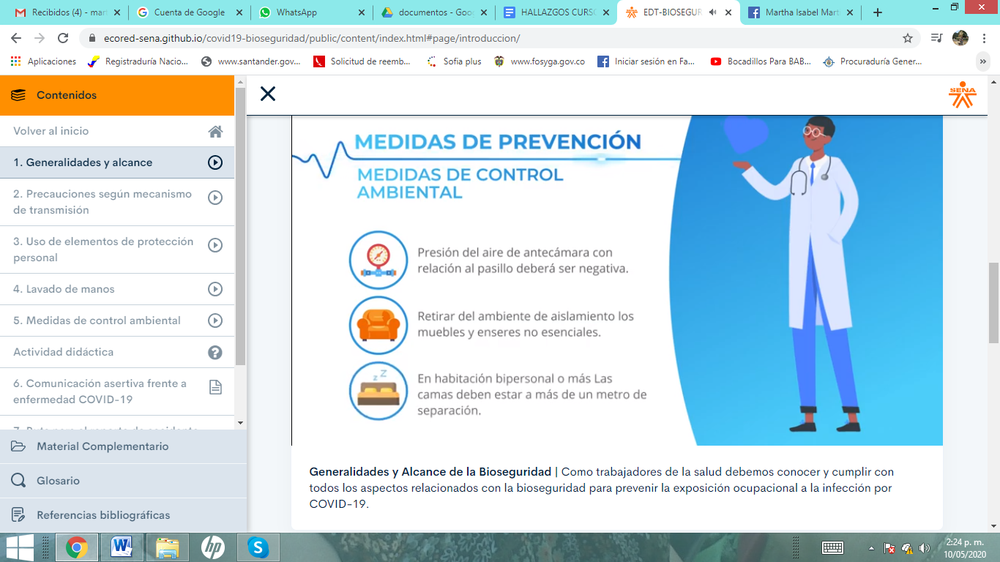 Recibidos (4) - mar
Cuenta de Google
WhatsApp
documentos - Goo
HALLAZGOS CURSO
EDT-BIOSEGUR
Martha Isabel Mart
ecored-sena.github.io/covid19-bioseguridad/public/content/index.html#page/introduccion/
Aplicaciones
Registraduría Nacio...
www.santander.gov...
Solicitud de reemb...
Sofia plus
www.fosyga.gov.co
Iniciar sesión en Fa...
Bocadillos Para BAB...
Procuraduría Gener...
»
Contenidos
Volver al inicio
1. Generalidades y alcance
2. Precauciones según mecanismo
de transmisión
3. Uso de elementos de protección
personal
4. Lavado de manos
5. Medidas de control ambiental
Actividad didáctica
6. Comunicación asertiva frente a
enfermedad COVID-19
Material Complementario
Glosario
Referencias bibliográficas
SENA
MEDIDAS DE PREVENCIÓN
MEDIDAS DE CONTROL
AMBIENTAL
Presión del aire de antecámara con
relación al pasillo deberá ser negativa.
Retirar del ambiente de aislamiento los
muebles y enseres no esenciales.
z Z
En habitación bipersonal o más Las
camas deben estar a más de un metro de
separación.
Generalidades y Alcance de la Bioseguridad | Como trabajadores de la salud debemos conocer y cumplir con
todos los aspectos relacionados con la bioseguridad para prevenir la exposición ocupacional a la infección por
COVID-19.
hp
2:24 p. m.
10/05/2020